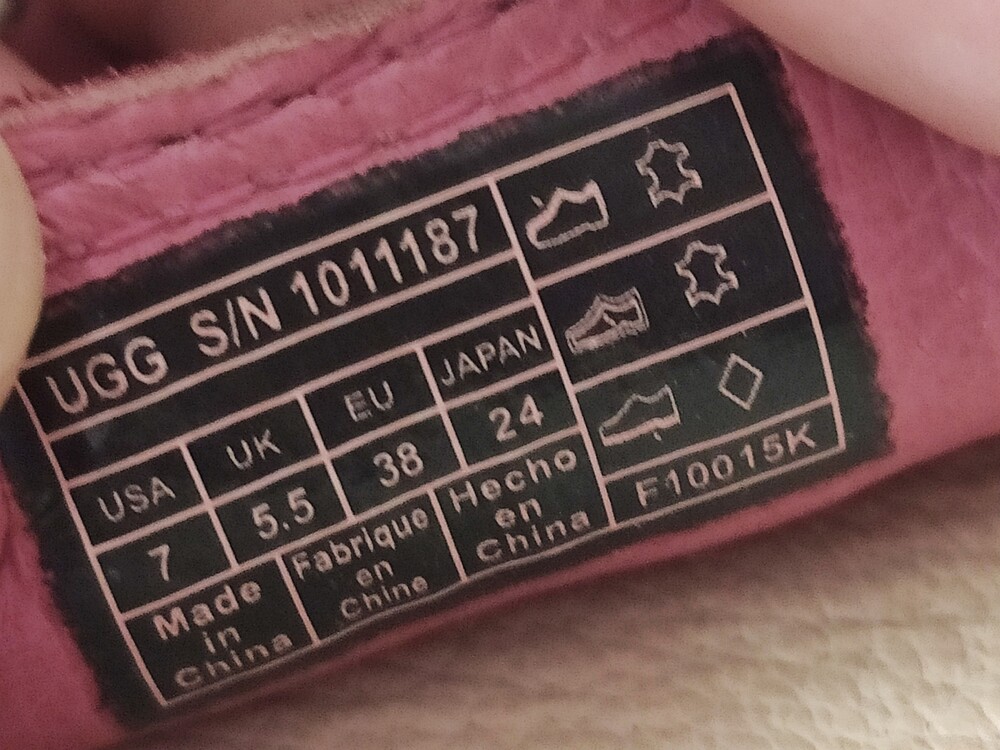 UGG S/N 1011187
USA UK EU JAPAN
7 5.5 38 24
Made in China
Fabrique en Chine
Hecho en China
F10015K